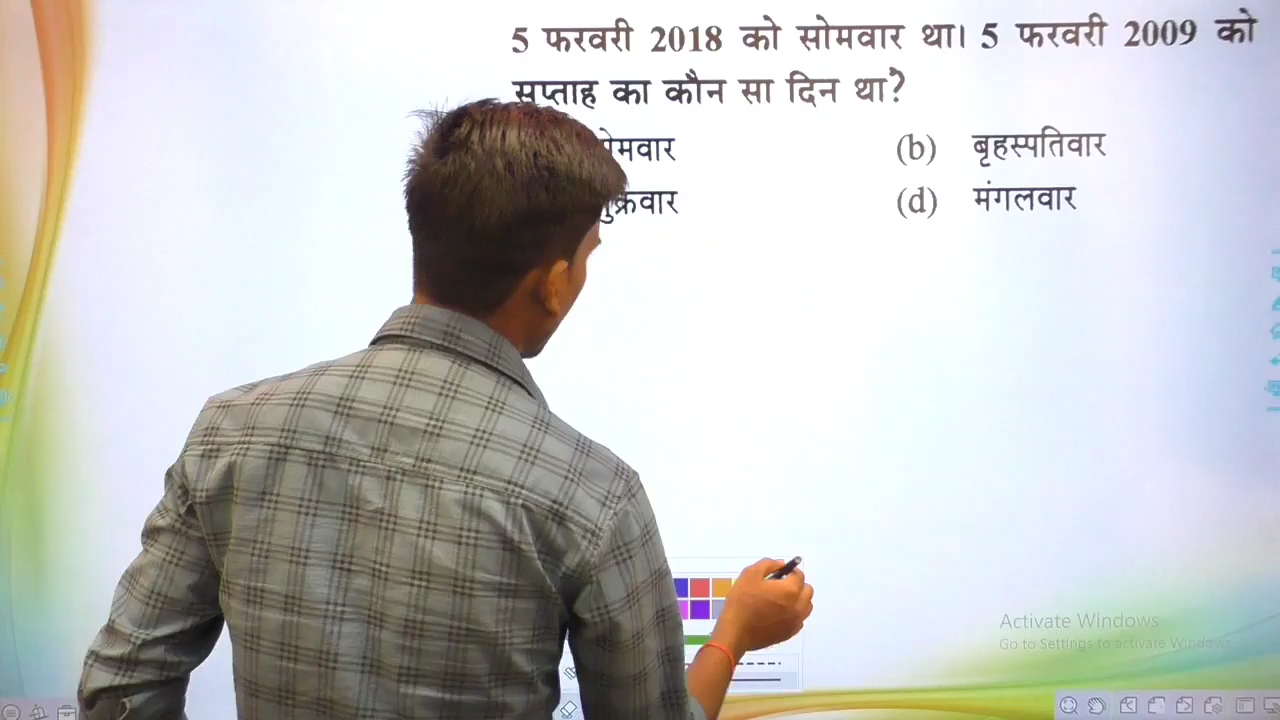 5 फरवरी 2018 को सोमवार था। 5 फरवरी 2009 को
सप्ताह का कौन सा दिन था?
(b) बृहस्पतिवार
(d) मंगलवार
Activate Windows
Go to Settings to activate Windows.